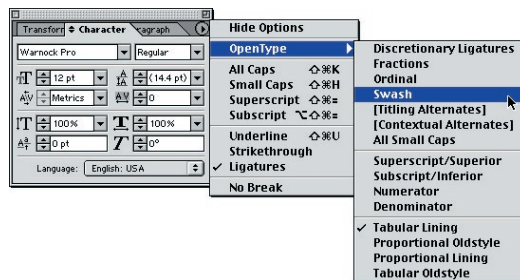 Transform Character Paragraph
Warnock Pro Regular
12 pt (14.4 pt)
Metrics 0
100% 100%
0 pt 0°
Language: English: USA
Hide Options
OpenType
All Caps ⇧⌘K
Small Caps ⇧⌘H
Superscript ⇧⌘=
Subscript ⌥⇧⌘=
Underline ⇧⌘U
Strikethrough
✓ Ligatures
No Break
Discretionary Ligatures
Fractions
Ordinal
Swash
[Titling Alternates]
[Contextual Alternates]
All Small Caps
Superscript/Superior
Subscript/Inferior
Numerator
Denominator
✓ Tabular Lining
Proportional Oldstyle
Proportional Lining
Tabular Oldstyle